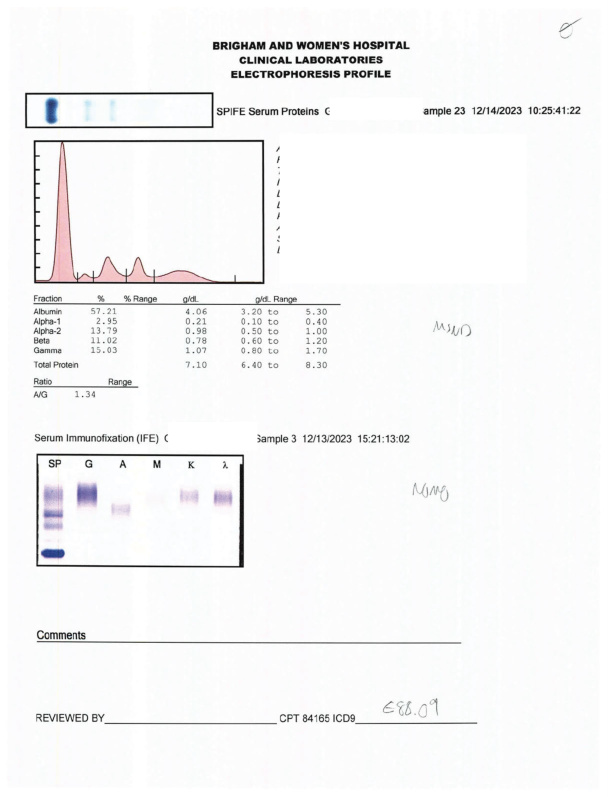 BRIGHAM AND WOMEN'S HOSPITAL
CLINICAL LABORATORIES
ELECTROPHORESIS PROFILE
SPIFE Serum Proteins ample 23 12/14/2023 10:25:41:22
Fraction % % Range g/dL g/dL Range
Albumin 57.21 4.06 3.20 to 5.30
Alpha-1 2.95 0.21 0.10 to 0.40
Alpha-2 13.79 0.98 0.50 to 1.00
Beta 11.02 0.78 0.60 to 1.20
Gamma 15.03 1.07 0.80 to 1.70
Total Protein 7.10 6.40 to 8.30
Ratio Range
A/G 1.34
Serum Immunofixation (IFE) Sample 3 12/13/2023 15:21:13:02
SP G A M K λ
Comments
REVIEWED BY CPT 84165 ICD9 E88.09